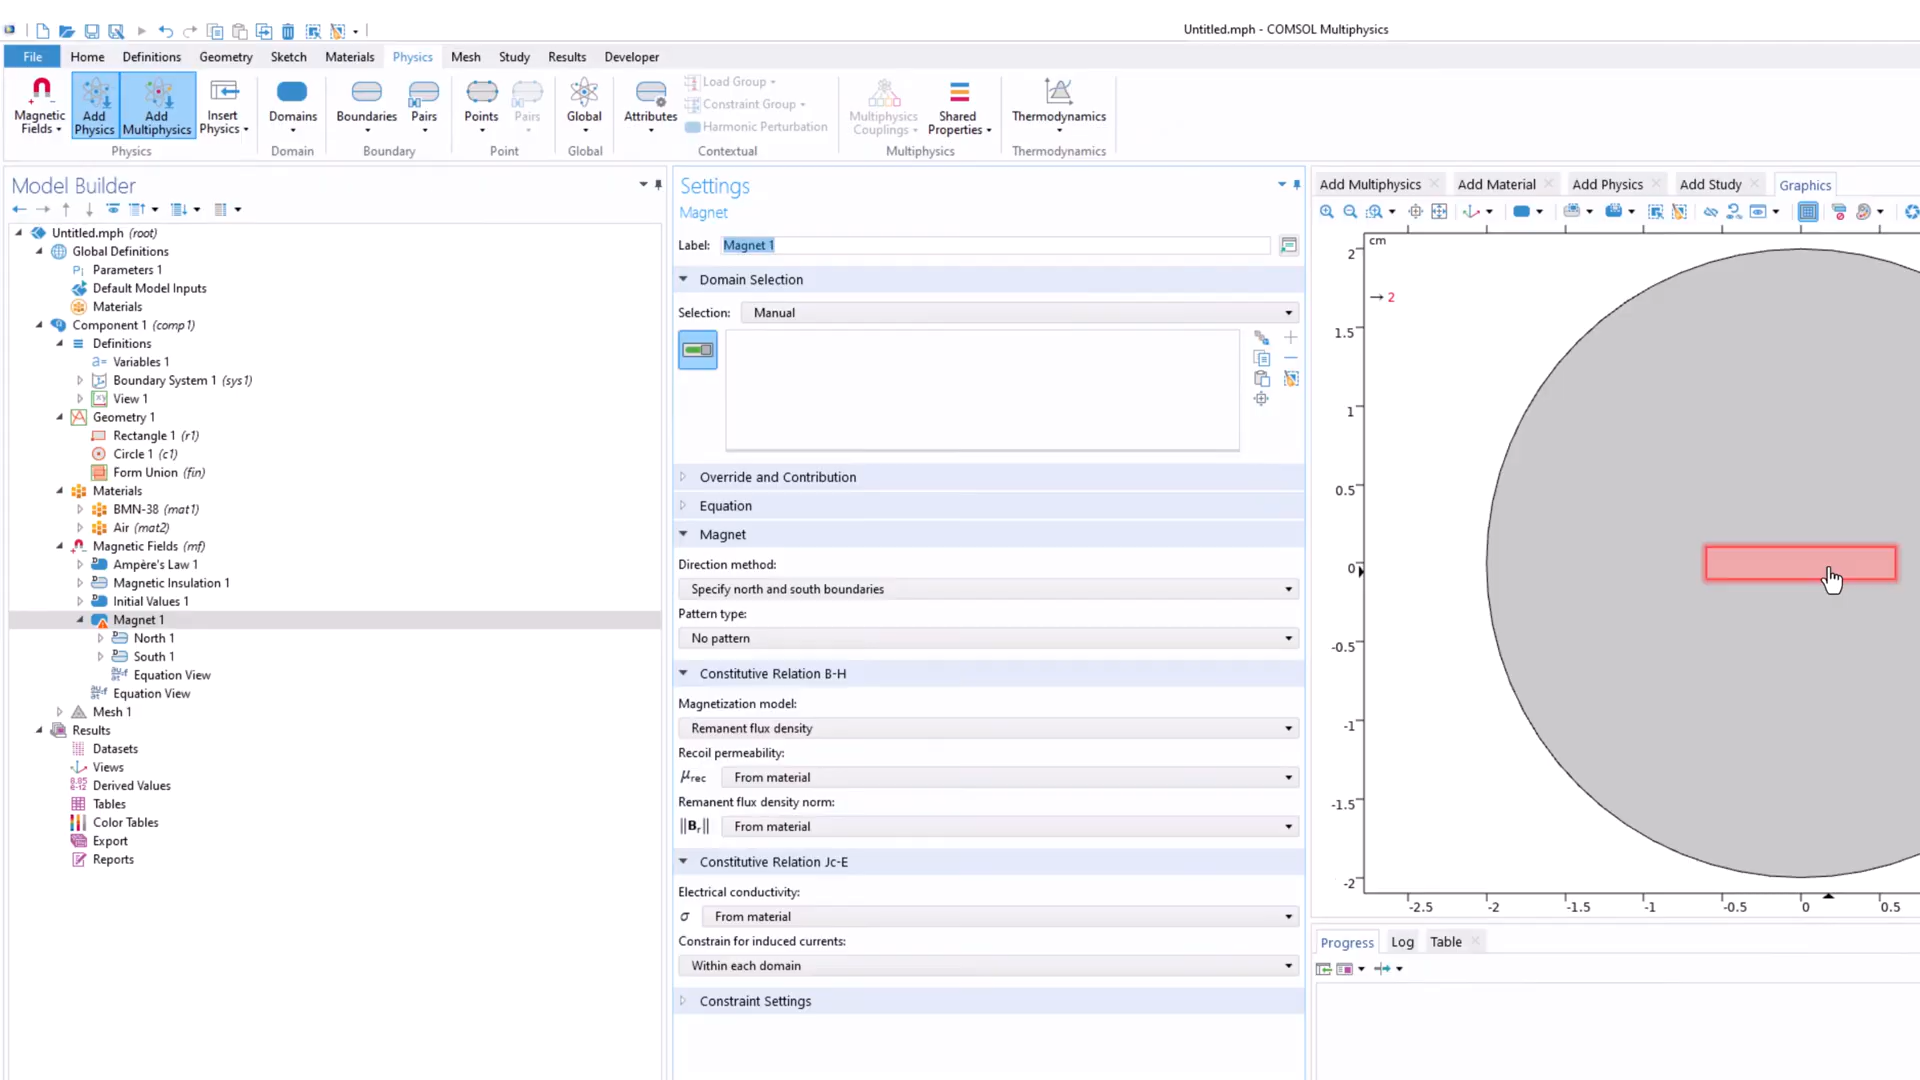 Untitled.mph - COMSOL Multiphysics
File Home Definitions Geometry Sketch Materials Physics Mesh Study Results Developer
Magnetic Fields
Add Physics
Add Multiphysics
Insert Physics
Physics
Domains
Domain
Boundaries
Pairs
Boundary
Points
Pairs
Point
Global
Global
Attributes
Load Group
Constraint Group
Harmonic Perturbation
Contextual
Multiphysics Couplings
Shared Properties
Multiphysics
Thermodynamics
Thermodynamics
Model Builder
Untitled.mph (root)
Global Definitions
Pi Parameters 1
Default Model Inputs
Materials
Component 1 (comp1)
Definitions
a= Variables 1
Boundary System 1 (sys1)
View 1
Geometry 1
Rectangle 1 (r1)
Circle 1 (c1)
Form Union (fin)
Materials
BMN-38 (mat1)
Air (mat2)
Magnetic Fields (mf)
Ampère's Law 1
Magnetic Insulation 1
Initial Values 1
Magnet 1
North 1
South 1
Equation View
Equation View
Mesh 1
Results
Datasets
Views
8.85 e-12 Derived Values
Tables
Color Tables
Export
Reports
Settings
Magnet
Label: Magnet 1
Domain Selection
Selection: Manual
Override and Contribution
Equation
Magnet
Direction method:
Specify north and south boundaries
Pattern type:
No pattern
Constitutive Relation B-H
Magnetization model:
Remanent flux density
Recoil permeability:
μrec From material
Remanent flux density norm:
||Br|| From material
Constitutive Relation Jc-E
Electrical conductivity:
σ From material
Constrain for induced currents:
Within each domain
Constraint Settings
Add Multiphysics Add Material Add Physics Add Study Graphics
cm
2
→ 2
1.5
1
0.5
0
-0.5
-1
-1.5
-2
-2.5 -2 -1.5 -1 -0.5 0 0.5
Progress Log Table